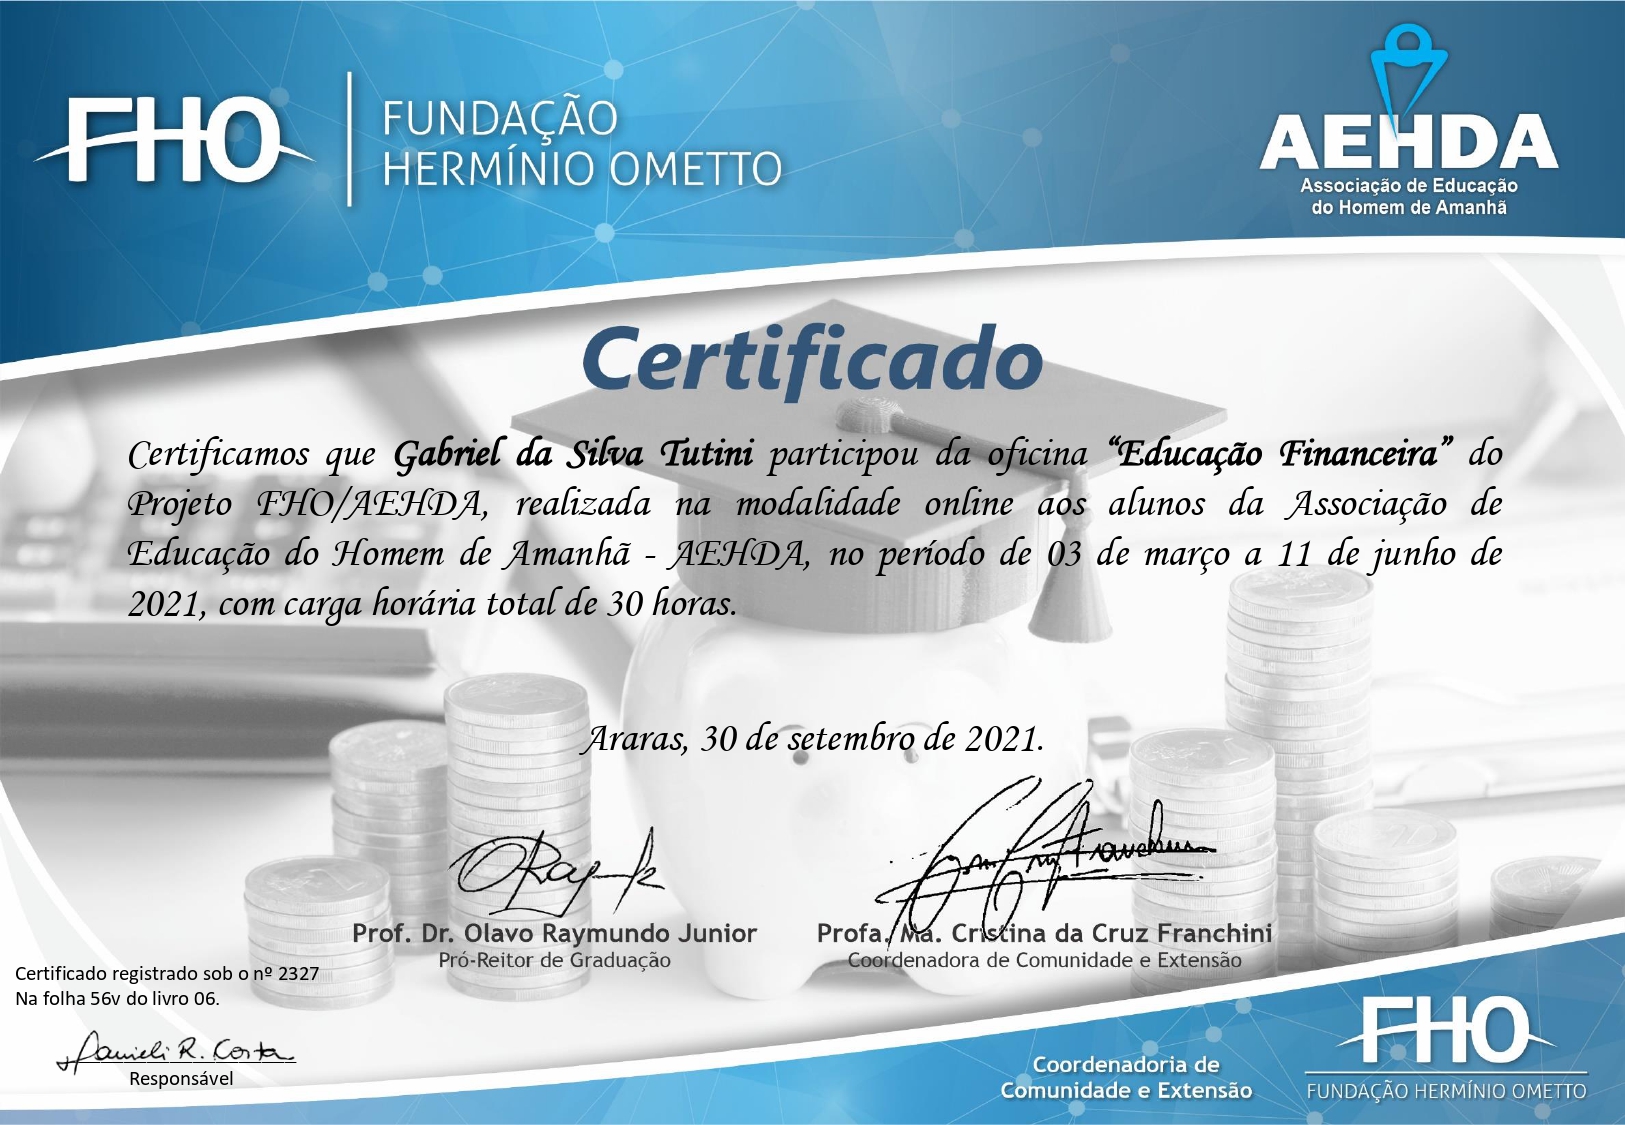 FHO
FUNDAÇÃO
HERMÍNIO OMETTO
AEHDA
Associação de Educação
do Homem de Amanhã
Certificado
Certificamos que Gabriel da Silva Tutini participou da oficina “Educação Financeira” do
Projeto FHO/AEHDA, realizada na modalidade online aos alunos da Associação de
Educação do Homem de Amanhã - AEHDA, no período de 03 de março a 11 de junho de
2021, com carga horária total de 30 horas.
Araras, 30 de setembro de 2021.
Prof. Dr. Olavo Raymundo Junior
Pró-Reitor de Graduação
Profa. Ma. Cristina da Cruz Franchini
Coordenadora de Comunidade e Extensão
Certificado registrado sob o nº 2327
Na folha 56v do livro 06.
Danieli R. Costa
Responsável
Coordenadoria de
Comunidade e Extensão
FHO
FUNDAÇÃO HERMÍNIO OMETTO